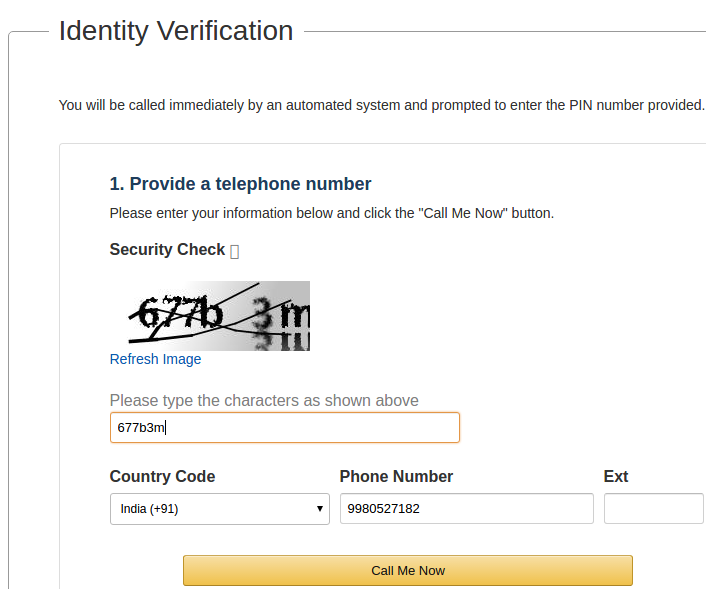 Identity Verification
You will be called immediately by an automated system and prompted to enter the PIN number provided.
1. Provide a telephone number
Please enter your information below and click the "Call Me Now" button.
Security Check
677b 3m
Refresh Image
Please type the characters as shown above
677b3m
Country Code Phone Number Ext
India (+91) 9980527182
Call Me Now